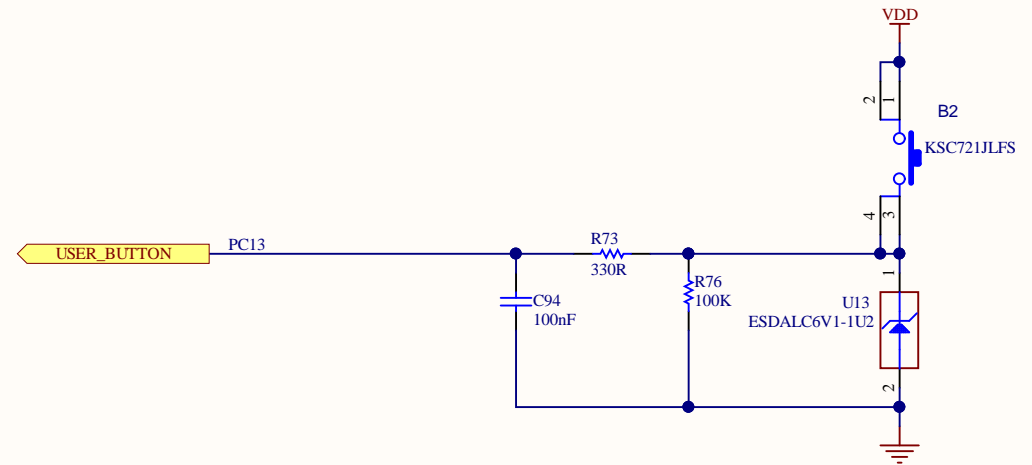 VDD
2
1
B2
KSC721JLFS
4
3
USER_BUTTON
PC13
R73
330R
R76
100K
C94
100nF
1
U13
ESDALC6V1-1U2
2